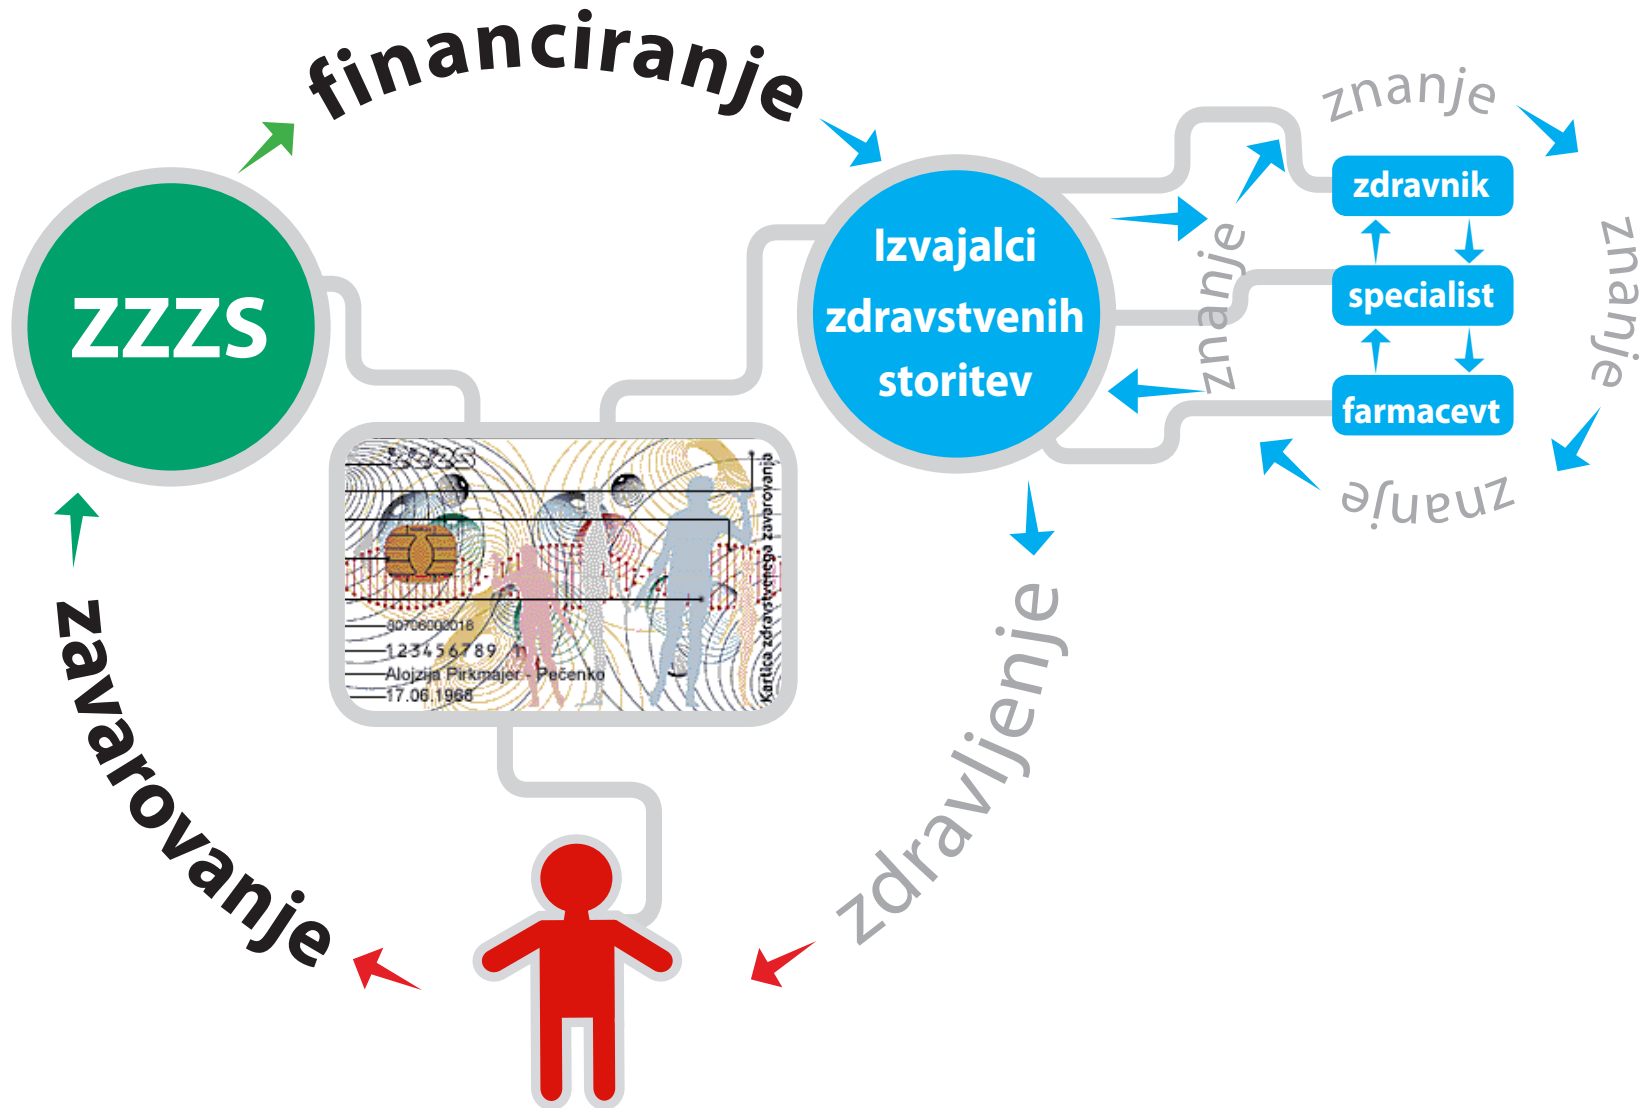 financiranje
ZZZS
Izvajalci
zdravstvenih
storitev
znanje
znanje
znanje
znanje
zdravnik
specialist
farmacevt
zzzs
Kartica zdravstvenega zavarovanja
123456789
Alojzija Pirkmajer - Pečenko
17.06.1968
zdravljenje
zavarovanje